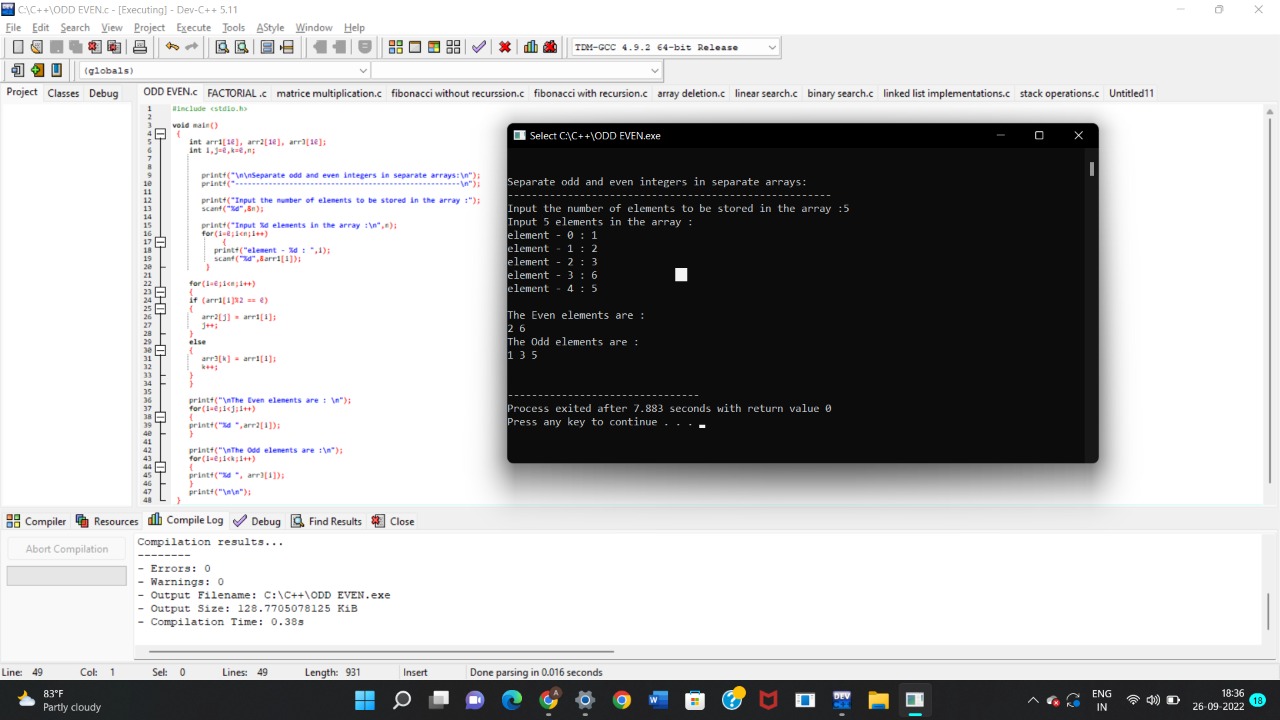 C:\C++\ODD EVEN.c - [Executing] - Dev-C++ 5.11
File Edit Search View Project Execute Tools AStyle Window Help
TDM-GCC 4.9.2 64-bit Release
(globals)
Project Classes Debug
ODD EVEN.c FACTORIAL .c matrice multiplication.c fibonacci without recurssion.c fibonacci with recursion.c array deletion.c linear search.c binary search.c linked list implementations.c stack operations.c Untitled11
1 #include <stdio.h>
2
3 void main()
4 {
5 int arr1[10], arr2[10], arr3[10];
6 int i,j=0,k=0,n;
7
8
9 printf("\n\nSeparate odd and even integers in separate arrays:\n");
10 printf("------------------------------------------------------\n");
11
12 printf("Input the number of elements to be stored in the array :");
13 scanf("%d",&n);
14
15 printf("Input %d elements in the array :\n",n);
16 for(i=0;i<n;i++)
17 {
18 printf("element - %d : ",i);
19 scanf("%d",&arr1[i]);
20 }
21
22 for(i=0;i<n;i++)
23 {
24 if (arr1[i]%2 == 0)
25 {
26 arr2[j] = arr1[i];
27 j++;
28 }
29 else
30 {
31 arr3[k] = arr1[i];
32 k++;
33 }
34 }
35
36 printf("\nThe Even elements are : \n");
37 for(i=0;i<j;i++)
38 {
39 printf("%d ",arr2[i]);
40 }
41
42 printf("\nThe Odd elements are :\n");
43 for(i=0;i<k;i++)
44 {
45 printf("%d ", arr3[i]);
46 }
47 printf("\n\n");
48 }
Select C:\C++\ODD EVEN.exe
Separate odd and even integers in separate arrays:
------------------------------------------------------
Input the number of elements to be stored in the array :5
Input 5 elements in the array :
element - 0 : 1
element - 1 : 2
element - 2 : 3
element - 3 : 6
element - 4 : 5
The Even elements are :
2 6
The Odd elements are :
1 3 5
--------------------------------
Process exited after 7.883 seconds with return value 0
Press any key to continue . . .
Compiler Resources Compile Log Debug Find Results Close
Abort Compilation
Compilation results...
--------
- Errors: 0
- Warnings: 0
- Output Filename: C:\C++\ODD EVEN.exe
- Output Size: 128.7705078125 KiB
- Compilation Time: 0.38s
Line: 49 Col: 1 Sel: 0 Lines: 49 Length: 931 Insert Done parsing in 0.016 seconds
83°F
Partly cloudy
ENG
IN
18:36
26-09-2022
18